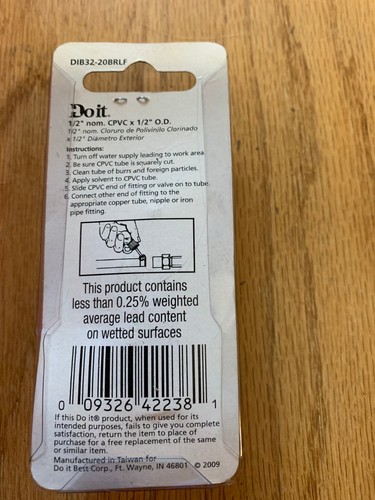 DIB32-20BRLF
Do it®
1/2" nom. CPVC x 1/2" O.D.
1/2" nom. Cloruro de Polivinilo Clorinado
x 1/2" Diámetro Exterior
Instructions:
1. Turn off water supply leading to work area.
2. Be sure CPVC tube is squarely cut.
3. Clean tube of burrs and foreign particles.
4. Apply solvent to CPVC tube.
5. Slide CPVC end of fitting or valve on to tube.
6. Connect other end of fitting to the
appropriate copper tube, nipple or iron
pipe fitting.
This product contains
less than 0.25% weighted
average lead content
on wetted surfaces
0 09326 42238 1
If this Do it® product, when used for its
intended purposes, fails to give you complete
satisfaction, return the item to place of
purchase for a free replacement of the same
or similar item.
Manufactured in Taiwan for
Do it Best Corp., Ft. Wayne, IN 46801 © 2009